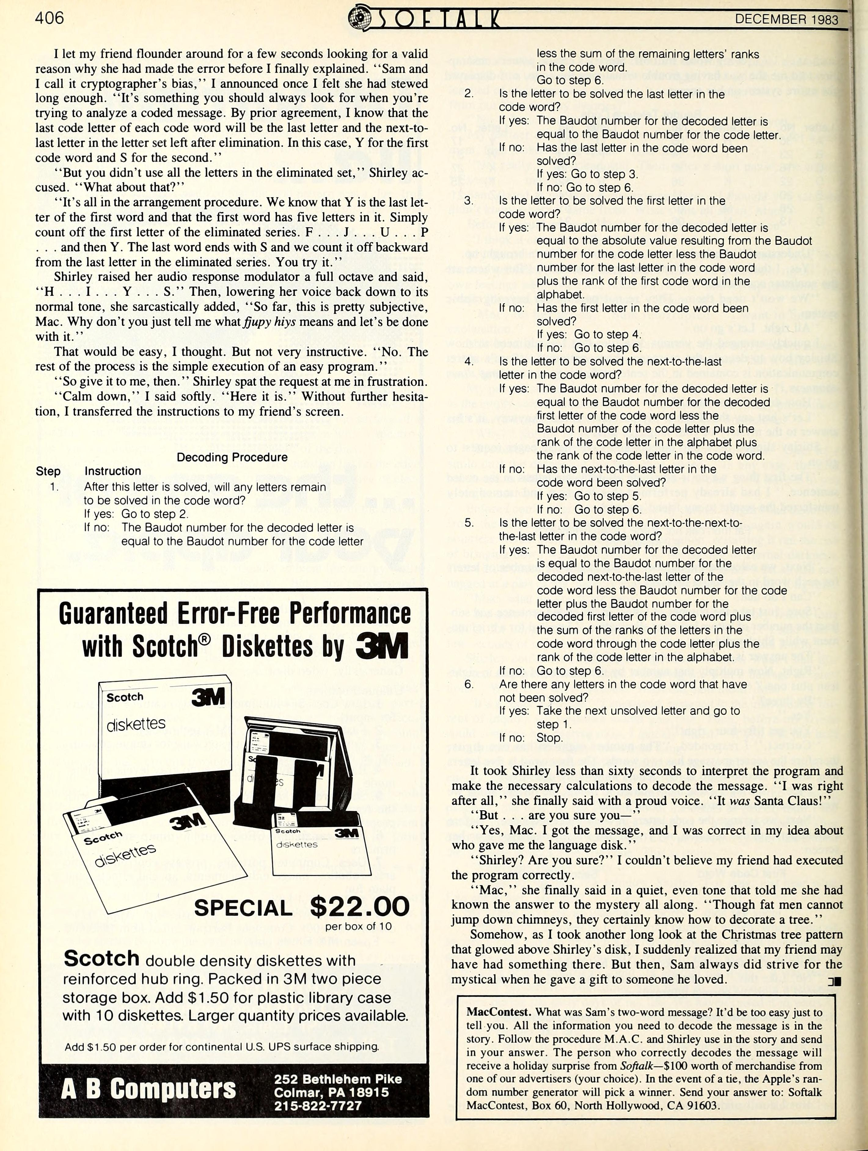 406
SOFTALK
DECEMBER 1983
I let my friend flounder around for a few seconds looking for a valid
reason why she had made the error before I finally explained. “Sam and
I call it cryptographer's bias,” I announced once I felt she had stewed
long enough. “It's something you should always look for when you're
trying to analyze a coded message. By prior agreement, I know that the
last code letter of each code word will be the last letter and the next-to-
last letter in the letter set left after elimination. In this case, Y for the first
code word and S for the second.”
“But you didn't use all the letters in the eliminated set,” Shirley ac-
cused. “What about that?”
“It's all in the arrangement procedure. We know that Y is the last let-
ter of the first word and that the first word has five letters in it. Simply
count off the first letter of the eliminated series. F . . . J . . . U . . . P
. . . and then Y. The last word ends with S and we count it off backward
from the last letter in the eliminated series. You try it.”
Shirley raised her audio response modulator a full octave and said,
“H . . . I . . . Y . . . S.” Then, lowering her voice back down to its
normal tone, she sarcastically added, “So far, this is pretty subjective,
Mac. Why don't you just tell me what fjupy hiys means and let's be done
with it.”
That would be easy, I thought. But not very instructive. “No. The
rest of the process is the simple execution of an easy program.”
“So give it to me, then.” Shirley spat the request at me in frustration.
“Calm down,” I said softly. “Here it is.” Without further hesita-
tion, I transferred the instructions to my friend's screen.
Decoding Procedure
Step Instruction
1. After this letter is solved, will any letters remain
to be solved in the code word?
If yes: Go to step 2.
If no: The Baudot number for the decoded letter is
equal to the Baudot number for the code letter
less the sum of the remaining letters' ranks
in the code word.
Go to step 6.
2. Is the letter to be solved the last letter in the
code word?
If yes: The Baudot number for the decoded letter is
equal to the Baudot number for the code letter.
If no: Has the last letter in the code word been
solved?
If yes: Go to step 3.
If no: Go to step 6.
3. Is the letter to be solved the first letter in the
code word?
If yes: The Baudot number for the decoded letter is
equal to the absolute value resulting from the Baudot
number for the code letter less the Baudot
number for the last letter in the code word
plus the rank of the first code word in the
alphabet.
If no: Has the first letter in the code word been
solved?
If yes: Go to step 4.
If no: Go to step 6.
4. Is the letter to be solved the next-to-the-last
letter in the code word?
If yes: The Baudot number for the decoded letter is
equal to the Baudot number for the decoded
first letter of the code word less the
Baudot number of the code letter plus the
rank of the code letter in the alphabet plus
the rank of the code letter in the code word.
If no: Has the next-to-the-last letter in the
code word been solved?
If yes: Go to step 5.
If no: Go to step 6.
5. Is the letter to be solved the next-to-the-next-to-
the-last letter in the code word?
If yes: The Baudot number for the decoded letter
is equal to the Baudot number for the
decoded next-to-the-last letter of the
code word less the Baudot number for the code
letter plus the Baudot number for the
decoded first letter of the code word plus
the sum of the ranks of the letters in the
code word through the code letter plus the
rank of the code letter in the alphabet.
If no: Go to step 6.
6. Are there any letters in the code word that have
not been solved?
If yes: Take the next unsolved letter and go to
step 1.
If no: Stop.
It took Shirley less than sixty seconds to interpret the program and
make the necessary calculations to decode the message. “I was right
after all,” she finally said with a proud voice. “It was Santa Claus!”
“But . . . are you sure you—”
“Yes, Mac. I got the message, and I was correct in my idea about
who gave me the language disk.”
“Shirley? Are you sure?” I couldn't believe my friend had executed
the program correctly.
“Mac,” she finally said in a quiet, even tone that told me she had
known the answer to the mystery all along. “Though fat men cannot
jump down chimneys, they certainly know how to decorate a tree.”
Somehow, as I took another long look at the Christmas tree pattern
that glowed above Shirley's disk, I suddenly realized that my friend may
have had something there. But then, Sam always did strive for the
mystical when he gave a gift to someone he loved.
MacContest. What was Sam's two-word message? It'd be too easy just to
tell you. All the information you need to decode the message is in the
story. Follow the procedure M.A.C. and Shirley use in the story and send
in your answer. The person who correctly decodes the message will
receive a holiday surprise from Softalk—$100 worth of merchandise from
one of our advertisers (your choice). In the event of a tie, the Apple's ran-
dom number generator will pick a winner. Send your answer to: Softalk
MacContest, Box 60, North Hollywood, CA 91603.
Guaranteed Error-Free Performance
with Scotch® Diskettes by 3M
Scotch 3M
diskettes
3M
Scotch 3M
diskettes
Scotch 3M
diskettes
SPECIAL $22.00
per box of 10
Scotch double density diskettes with
reinforced hub ring. Packed in 3M two piece
storage box. Add $1.50 for plastic library case
with 10 diskettes. Larger quantity prices available.
Add $1.50 per order for continental U.S. UPS surface shipping.
A B Computers
252 Bethlehem Pike
Colmar, PA 18915
215-822-7727